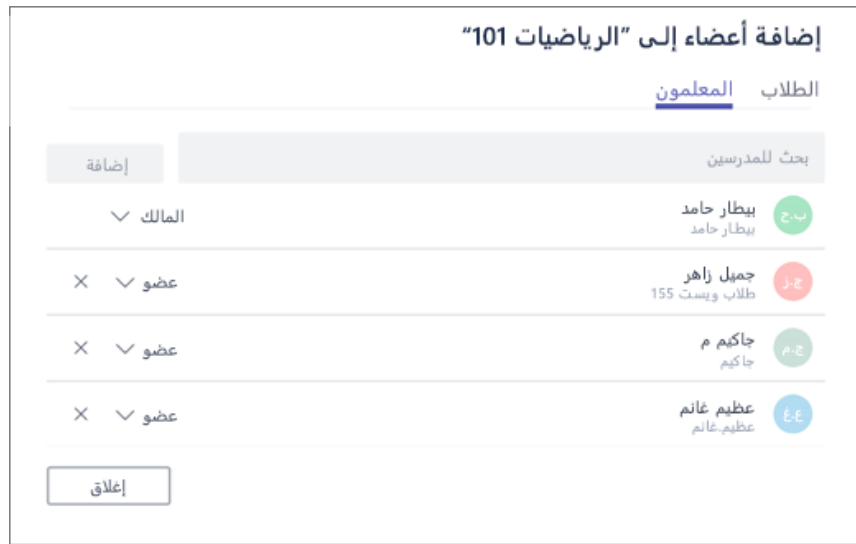 إضافة أعضاء إلى "الرياضيات 101"
الطلاب المعلمون
بحث للمدرسين إضافة
ب.ح بيطار حامد المالك
بيطار حامد
ج.ز جميل زاهر عضو
طلاب ويست 155
ج.م جاكيم م عضو
جاكيم
ع.غ عظيم غانم عضو
عظيم.غانم
إغلاق